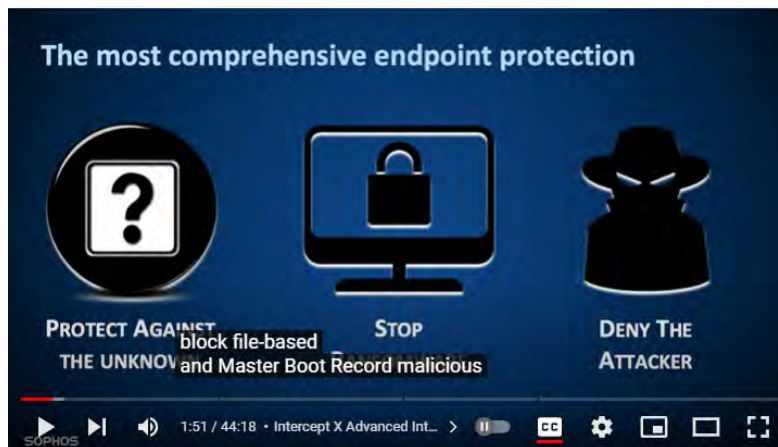 The most comprehensive endpoint protection
?
PROTECT AGAINST
THE UNKNOWN
STOP
DENY THE
ATTACKER
block file-based
and Master Boot Record malicious
1:51 / 44:18 • Intercept X Advanced Int... >
CC
SOPHOS